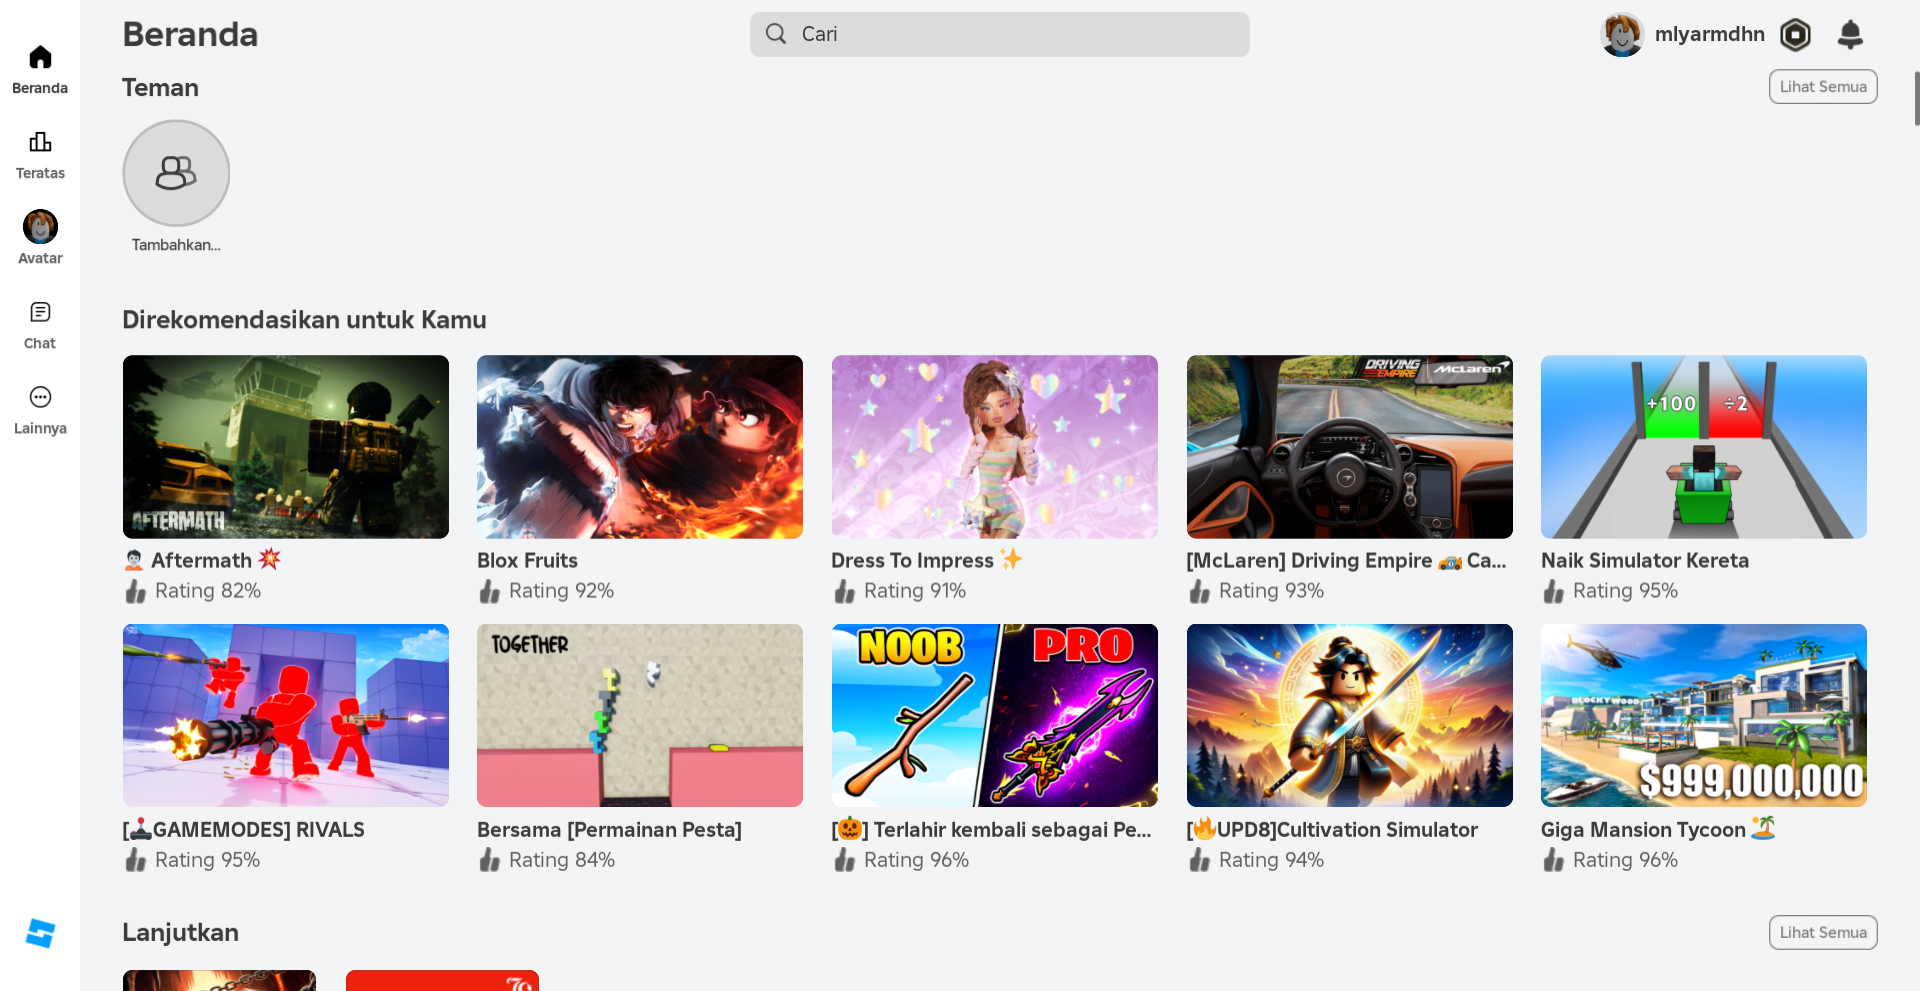 Beranda
Cari
mlyarmdhn
Beranda
Teman
Lihat Semua
Teratas
Avatar
Tambahkan...
Chat
Lainnya
Direkomendasikan untuk Kamu
AFTERMATH
DRIVING
EMPIRE
McLaren
+100
÷2
Aftermath
Blox Fruits
Dress To Impress
[McLaren] Driving Empire Ca...
Naik Simulator Kereta
Rating 82%
Rating 92%
Rating 91%
Rating 93%
Rating 95%
SG
TOGETHER
NOOB
PRO
BLOCKYWOOD
$999,000,000
[GAMEMODES] RIVALS
Bersama [Permainan Pesta]
[🎃] Terlahir kembali sebagai Pe...
[🔥UPD8]Cultivation Simulator
Giga Mansion Tycoon
Rating 95%
Rating 84%
Rating 96%
Rating 94%
Rating 96%
Lanjutkan
Lihat Semua